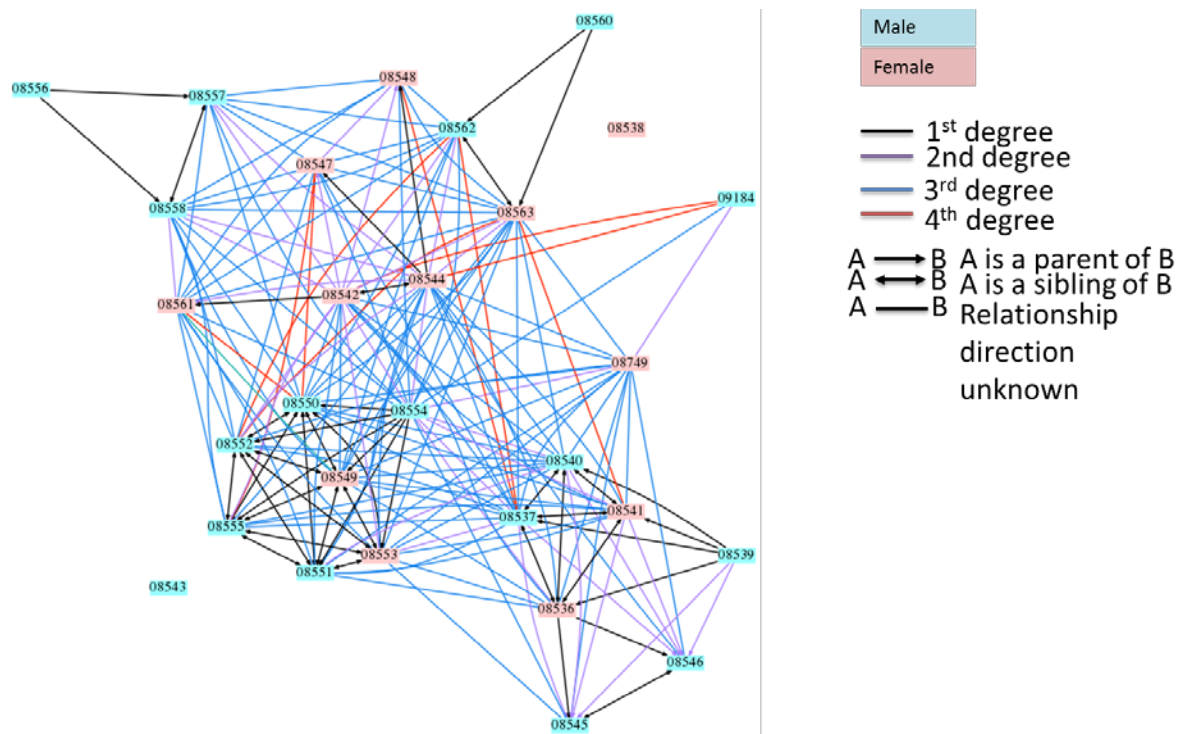 08560
08556
08557
08548
08562
08538
08547
09184
08558
08563
08544
08542
08561
08749
08550
08554
08552
08540
08549
08541
08537
08555
08553
08551
08539
08543
08536
08546
08545
Male
Female
1st degree
2nd degree
3rd degree
4th degree
A B A is a parent of B
A B A is a sibling of B
A B Relationship
direction
unknown